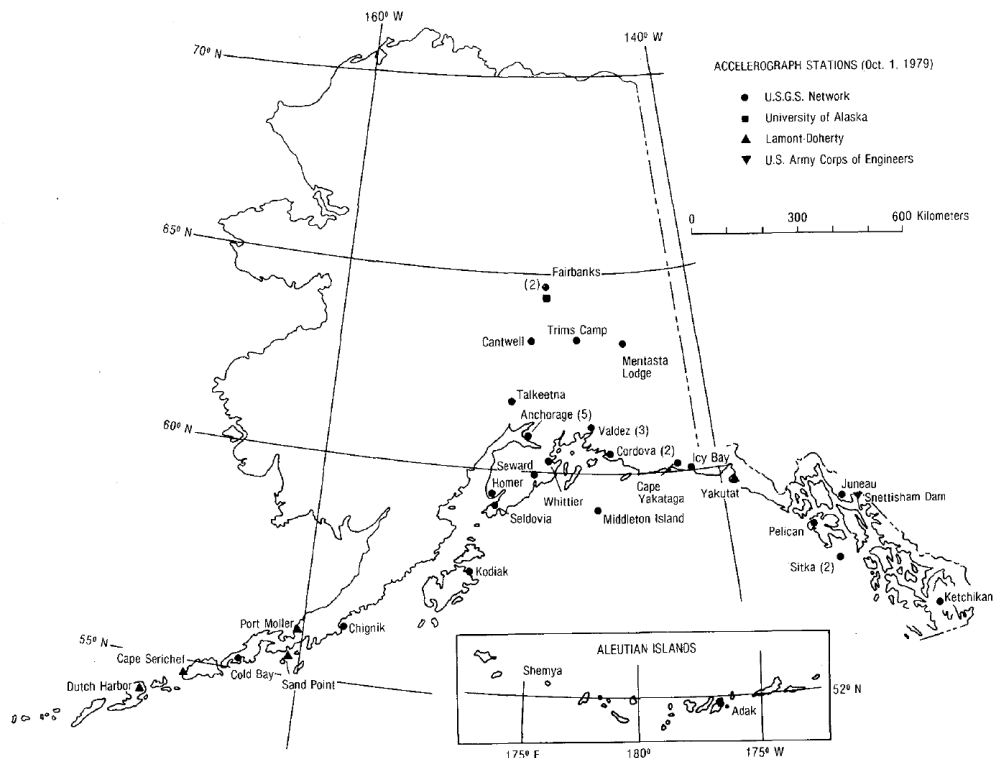 160° W
140° W
70° N
ACCELEROGRAPH STATIONS (Oct. 1, 1979)
U.S.G.S. Network
University of Alaska
Lamont-Doherty
U.S. Army Corps of Engineers
0 300 600 Kilometers
65° N
Fairbanks
(2)
Cantwell
Trims Camp
Mentasta
Lodge
Talkeetna
Anchorage (5)
60° N
Valdez (3)
Cordova (2)
Icy Bay
Seward
Homer
Whittier
Cape
Yakataga
Yakutat
Juneau
Snettisham Dam
Seldovia
Middleton Island
Pelican
Sitka (2)
Kodiak
Ketchikan
Port Moller
Chignik
55° N
Cape Serichel
Cold Bay
Sand Point
Dutch Harbor
ALEUTIAN ISLANDS
Shemya
52° N
Adak
175° E
180°
175° W